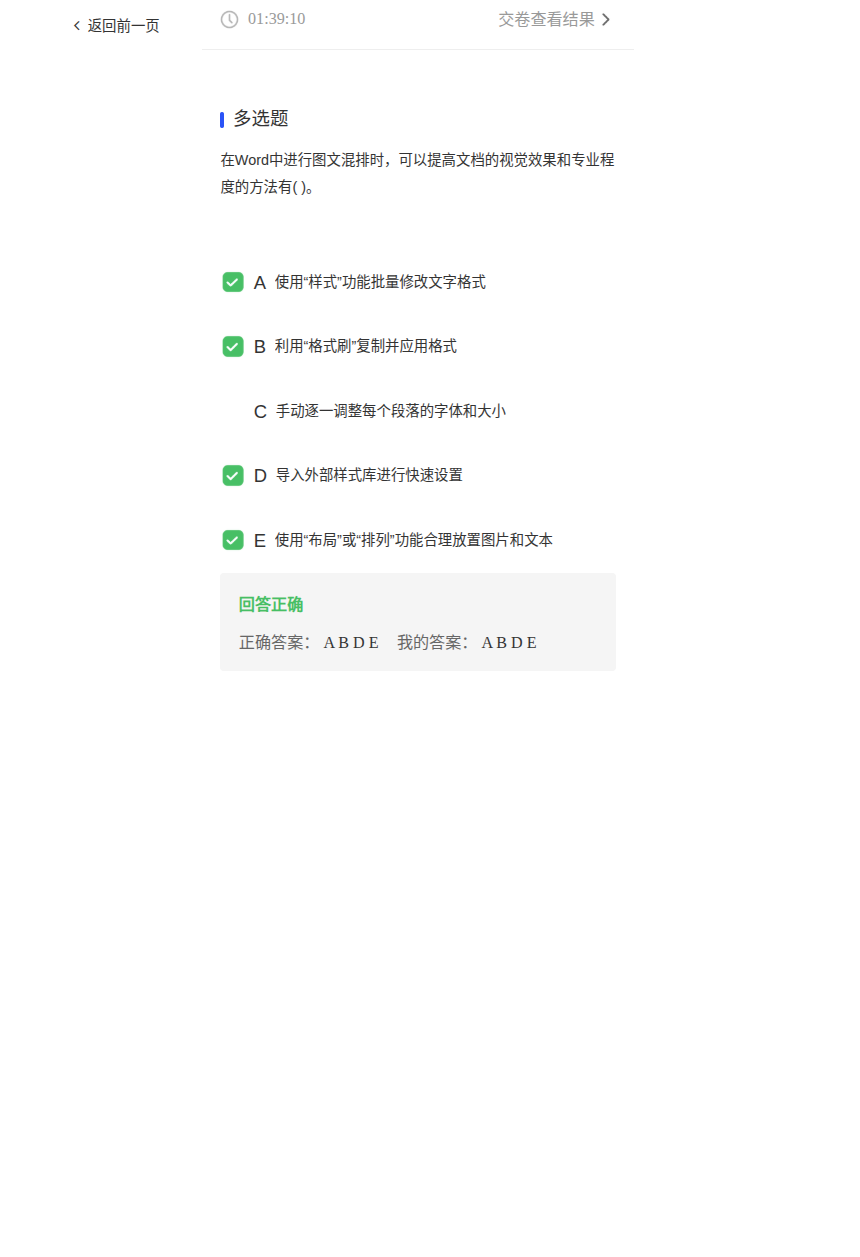 返回前一页
01:39:10
交卷查看结果
多选题
在Word中进行图文混排时，可以提高文档的视觉效果和专业程
度的方法有( )。
A 使用“样式”功能批量修改文字格式
B 利用“格式刷”复制并应用格式
C 手动逐一调整每个段落的字体和大小
D 导入外部样式库进行快速设置
E 使用“布局”或“排列”功能合理放置图片和文本
回答正确
正确答案： A B D E 我的答案： A B D E